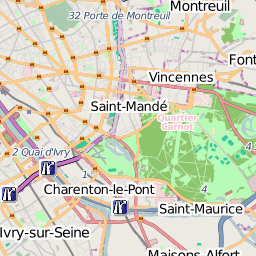 Montreuil
32 Porte de Montreuil
Vincennes
Font
Saint-Mandé
Quartier
Carnot
2 Quai d'Ivry
4
Charenton-le-Pont
4
Saint-Maurice
Ivry-sur-Seine
Maisons-Alfort